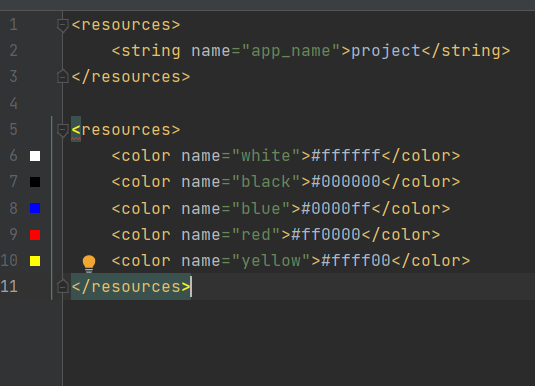 1 <resources>
2     <string name="app_name">project</string>
3 </resources>
4
5 <resources>
6     <color name="white">#ffffff</color>
7     <color name="black">#000000</color>
8     <color name="blue">#0000ff</color>
9     <color name="red">#ff0000</color>
10     <color name="yellow">#ffff00</color>
11 </resources>